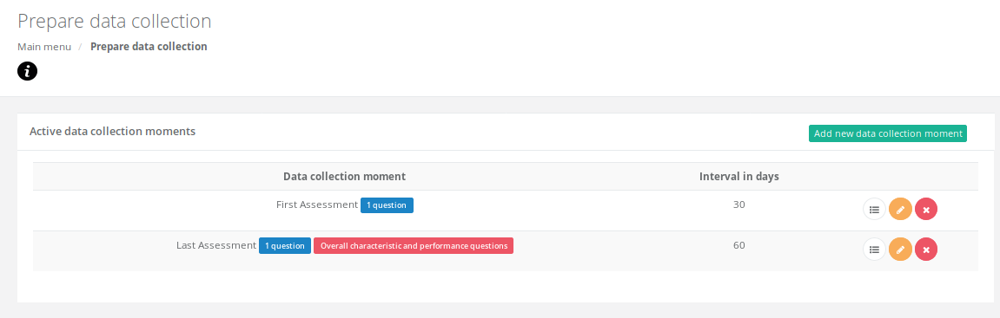 Prepare data collection
Main menu / Prepare data collection
i
Active data collection moments
Add new data collection moment
Data collection moment Interval in days
First Assessment 1 question 30
Last Assessment 1 question Overall characteristic and performance questions 60